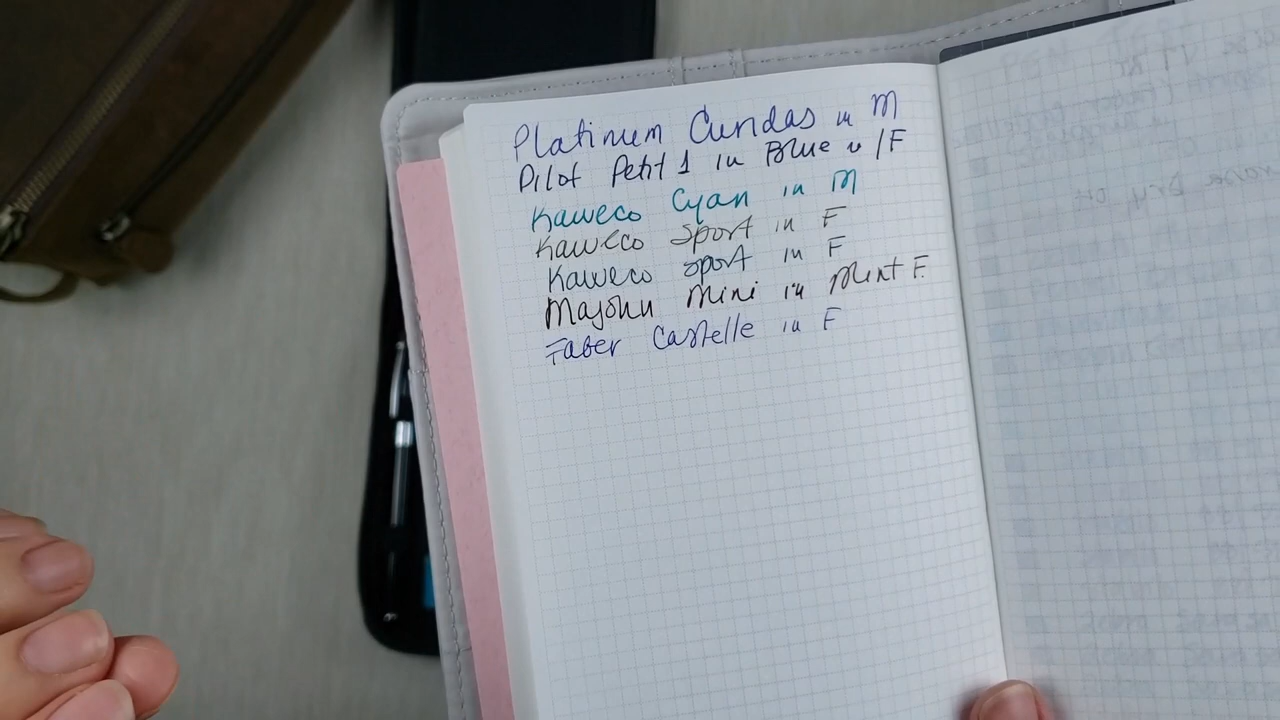 Platinum Curidas in M
Pilot Petit 1 in Blue w/F
Kaweco Cyan in M
Kaweco Sport in F
Kaweco Sport in F
Majohn Mini in Mint F.
Faber Castelle in F